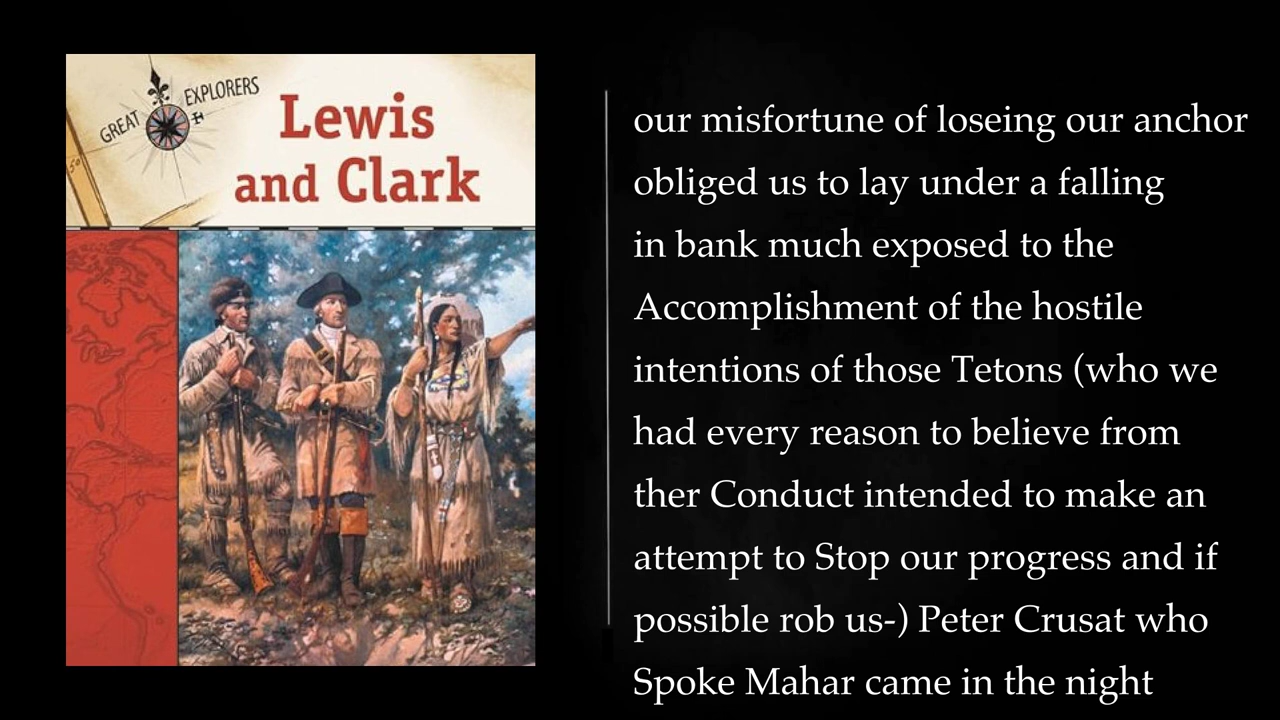 GREAT EXPLORERS
Lewis
and Clark
50
our misfortune of loseing our anchor
obliged us to lay under a falling
in bank much exposed to the
Accomplishment of the hostile
intentions of those Tetons (who we
had every reason to believe from
ther Conduct intended to make an
attempt to Stop our progress and if
possible rob us-) Peter Crusat who
Spoke Mahar came in the night